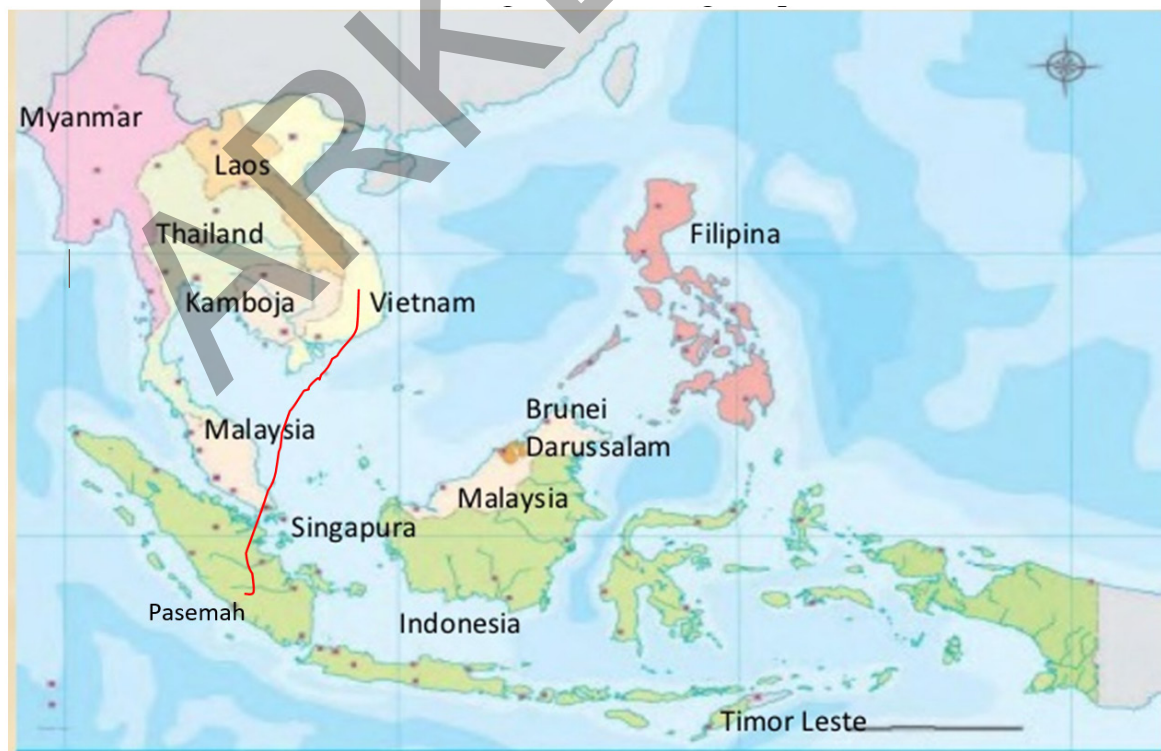 Myanmar
Laos
Thailand
Filipina
Kamboja
Vietnam
Brunei
Darussalam
Malaysia
Malaysia
Singapura
Pasemah
Indonesia
Timor Leste